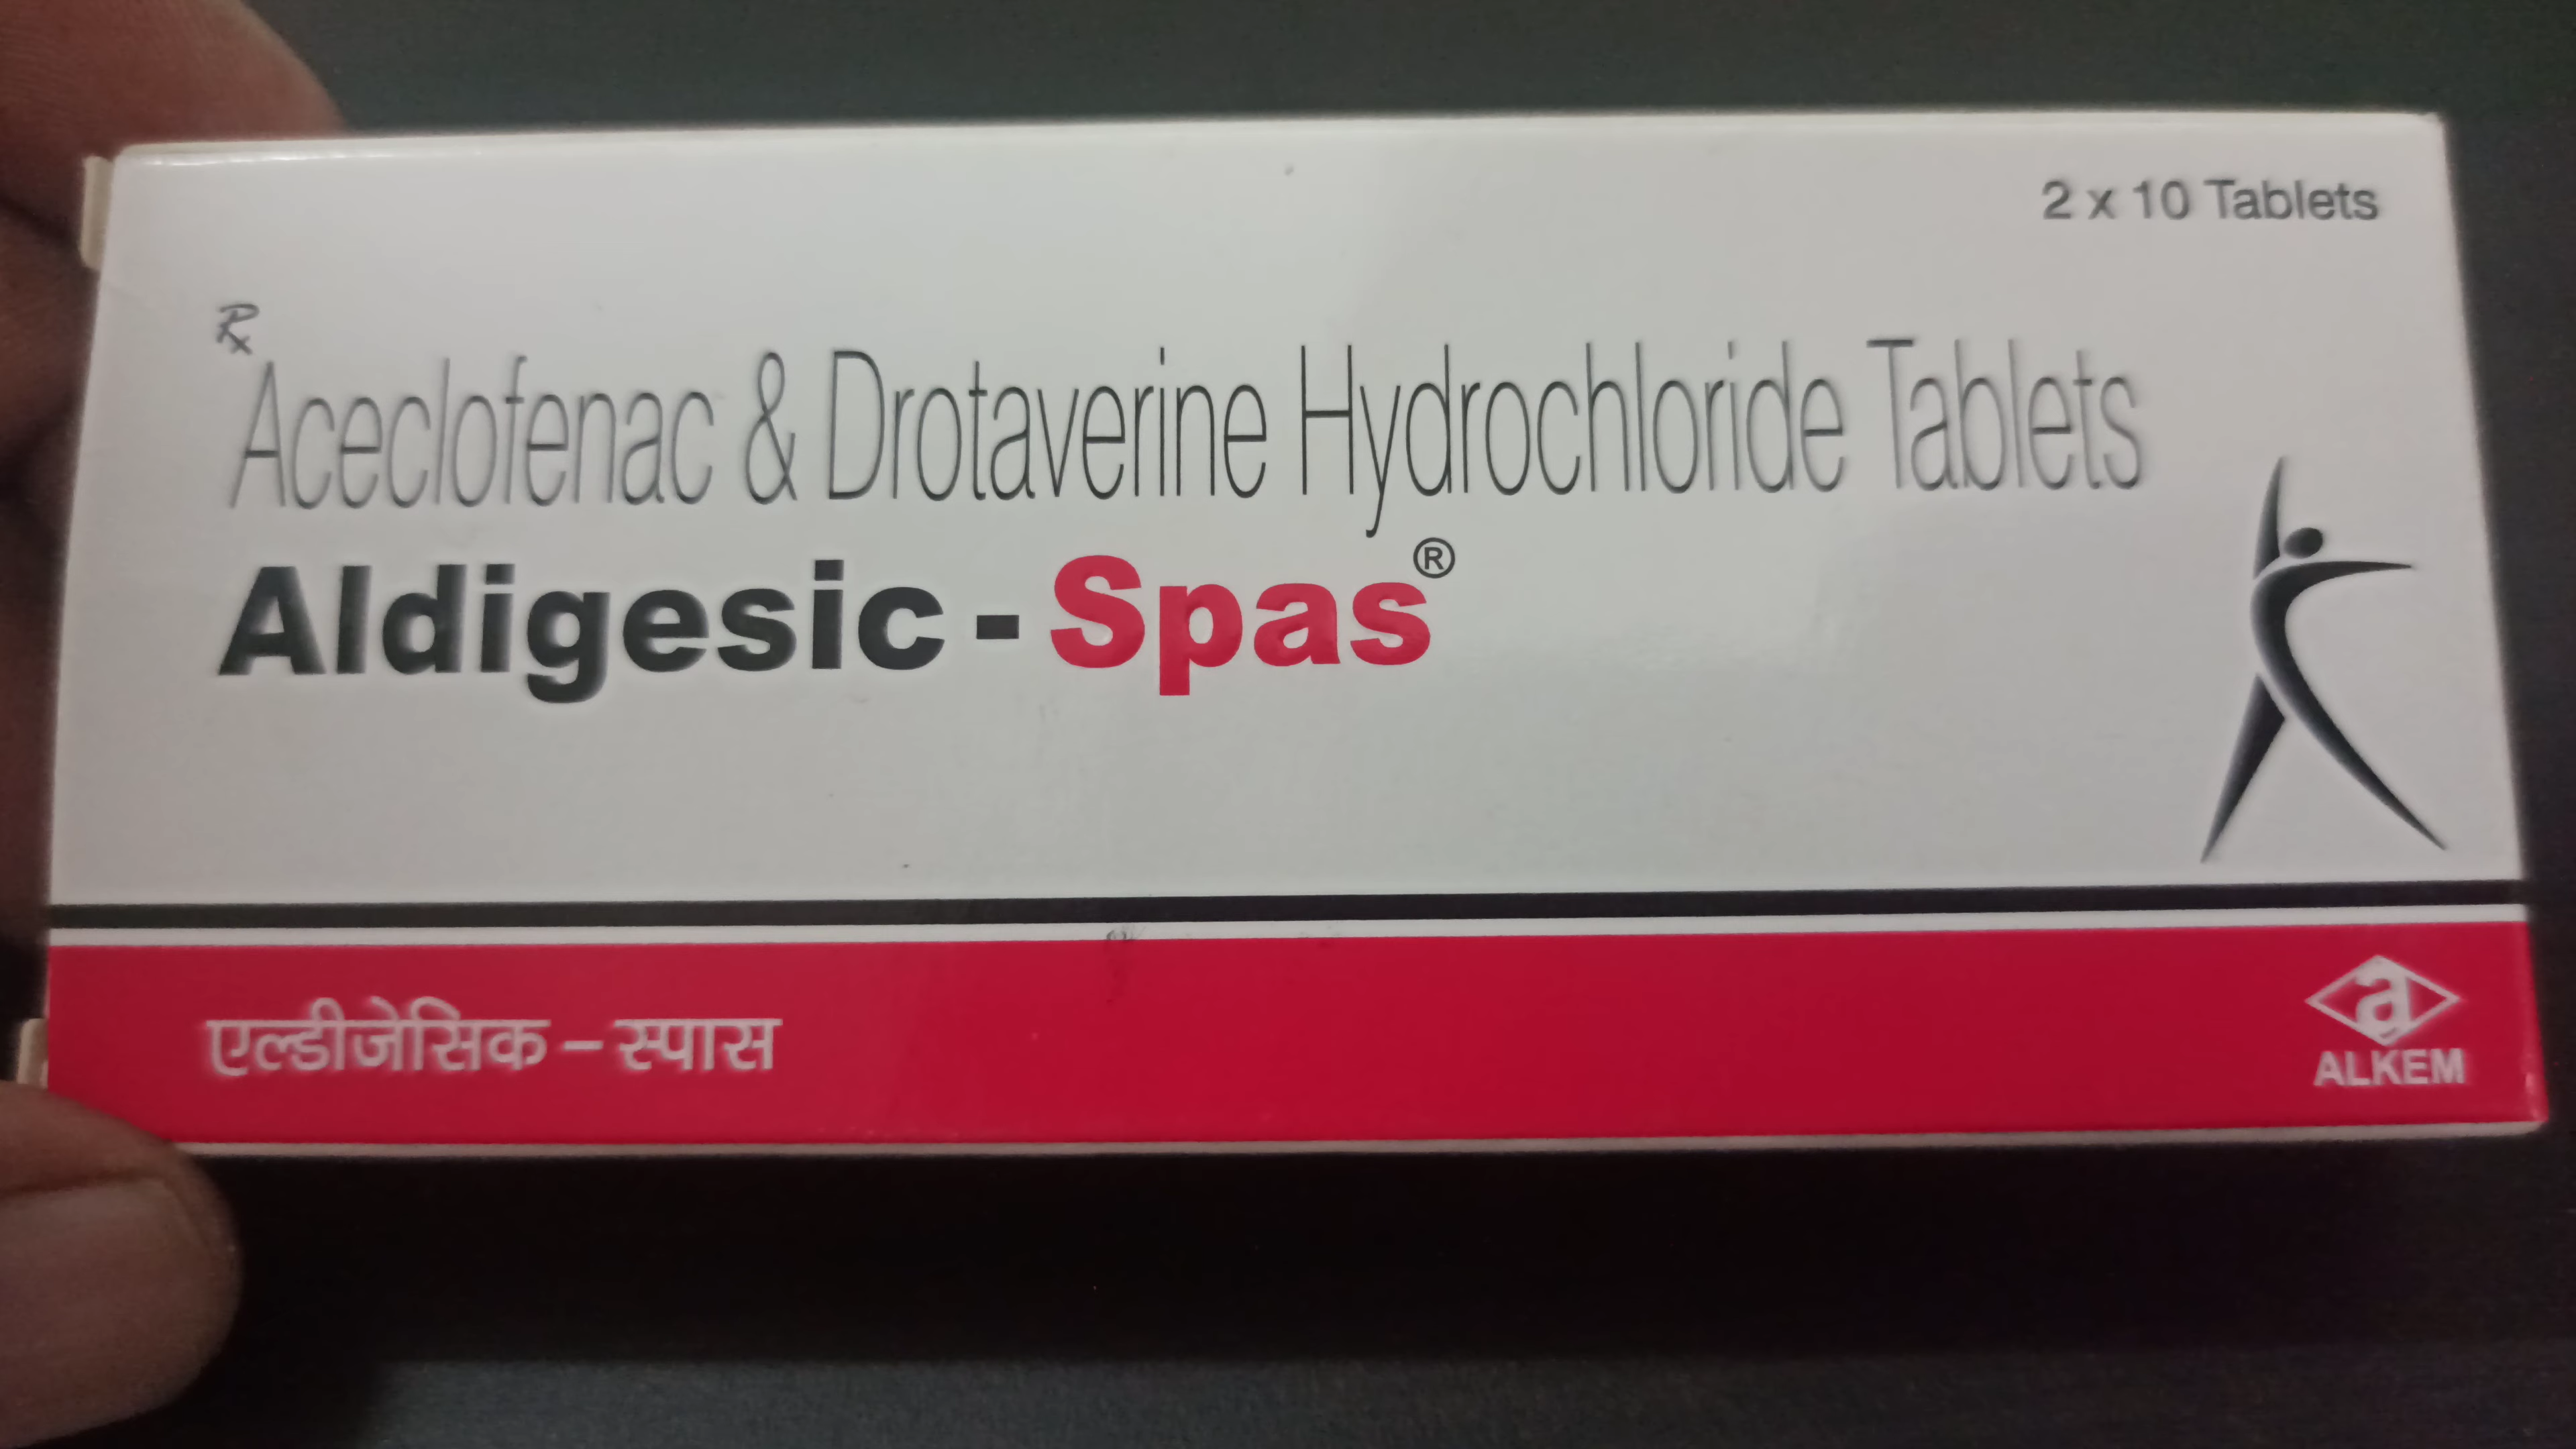 2 x 10 Tablets
Rx
Aceclofenac & Drotaverine Hydrochloride Tablets
Aldigesic - Spas®
एल्डीजेसिक – स्पास
a
ALKEM